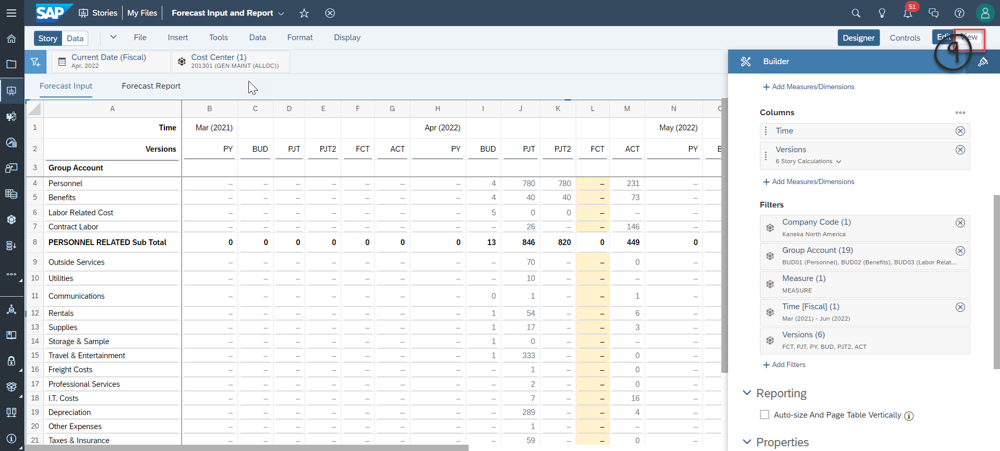 SAP Stories My Files Forecast Input and Report 51
Story Data File Insert Tools Data Format Display Designer Controls Edit View
9
Current Date (Fiscal) Cost Center (1)
Apr, 2022 201301 (GEN MAINT (ALLOC))
Forecast Input Forecast Report
A B C D E F G H I J K L M N
1 Time Mar (2021) Apr (2022) May (2022)
2 Versions PY BUD PJT PJT2 FCT ACT PY BUD PJT PJT2 FCT ACT PY
3 Group Account
4 Personnel – – – – – – – 4 780 780 – 231 –
5 Benefits – – – – – – – 4 40 40 – 73 –
6 Labor Related Cost – – – – – – – 5 0 0 – – –
7 Contract Labor – – – – – – – – 26 – – 146 –
8 PERSONNEL RELATED Sub Total 0 0 0 0 0 0 0 13 846 820 0 449 0
9 Outside Services – – – – – – – – 70 – – 0 –
10 Utilities – – – – – – – – 10 – – – –
11 Communications – – – – – – – 0 1 – – 1 –
12 Rentals – – – – – – – 1 54 – – 6 –
13 Supplies – – – – – – – 1 17 – – 3 –
14 Storage & Sample – – – – – – – 1 0 – – – –
15 Travel & Entertainment – – – – – – – 1 333 – – 0 –
16 Freight Costs – – – – – – – – 1 – – 0 –
17 Professional Services – – – – – – – – 2 – – 0 –
18 I.T. Costs – – – – – – – – 7 – – 16 –
19 Depreciation – – – – – – – – 289 – – 4 –
20 Other Expenses – – – – – – – – 1 – – – –
21 Taxes & Insurance – – – – – – – – 59 – – 0 –
Builder
+ Add Measures/Dimensions
Columns
Time
Versions
6 Story Calculations
+ Add Measures/Dimensions
Filters
Company Code (1)
Kaneka North America
Group Account (19)
BUD01 (Personnel), BUD02 (Benefits), BUD03 (Labor Relat...
Measure (1)
MEASURE
Time [Fiscal] (1)
Mar (2021) - Jun (2022)
Versions (6)
FCT, PJT, PY, BUD, PJT2, ACT
+ Add Filters
Reporting
Auto-size And Page Table Vertically
Properties